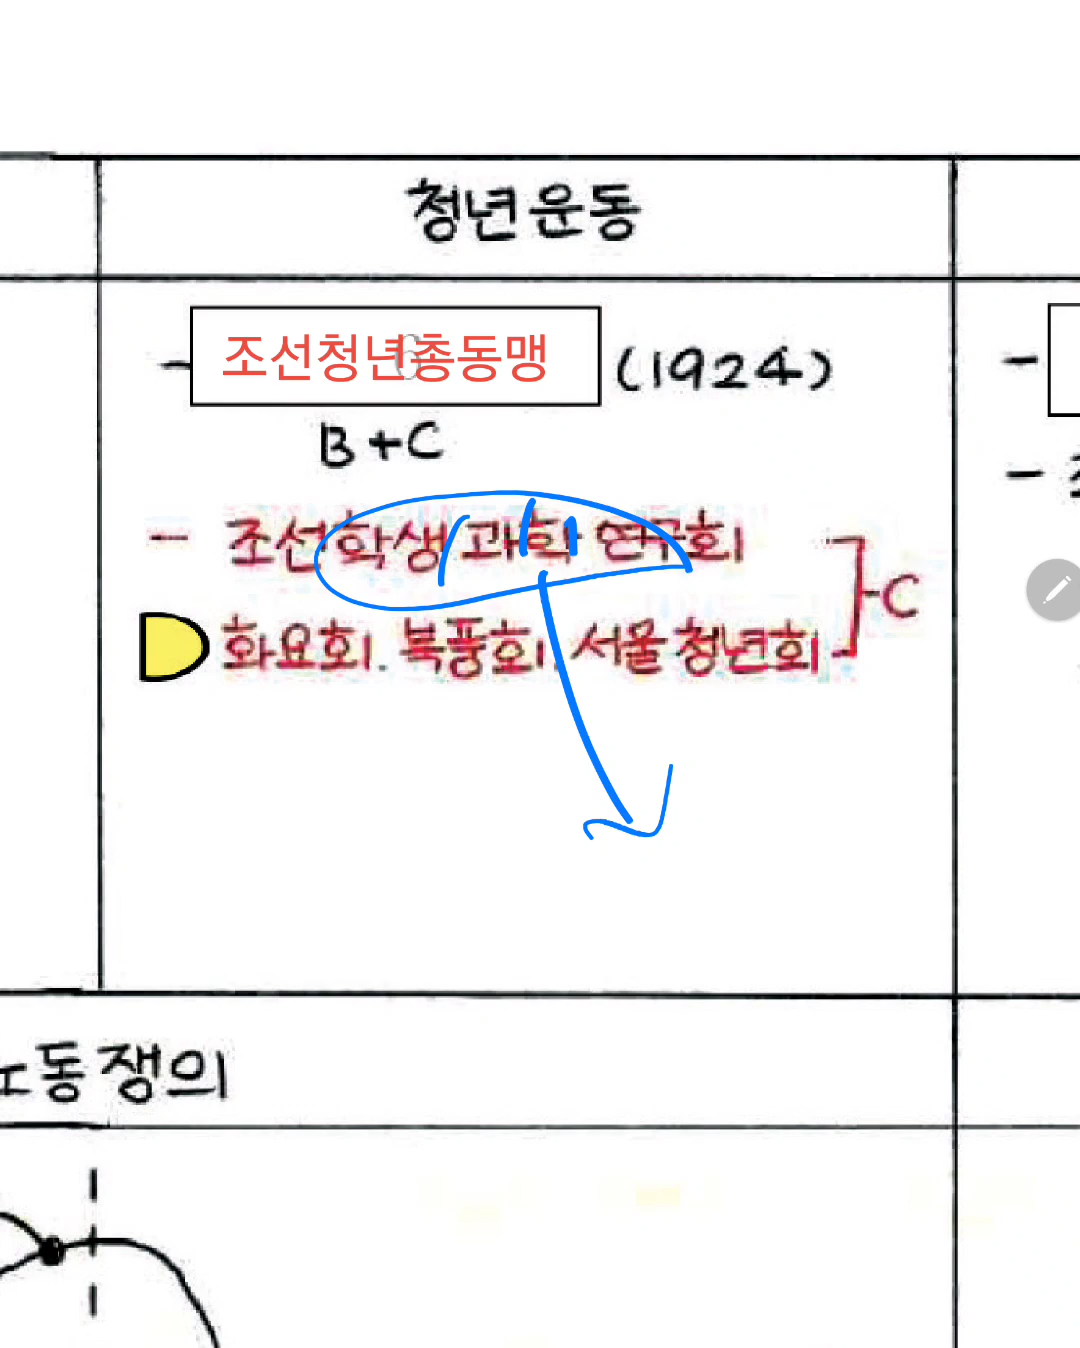 청년운동
- 조선청년총동맹 (1924)
B+C
- 조선학생과학연구회
화요회. 북풍회. 서울청년회
C
노동쟁의